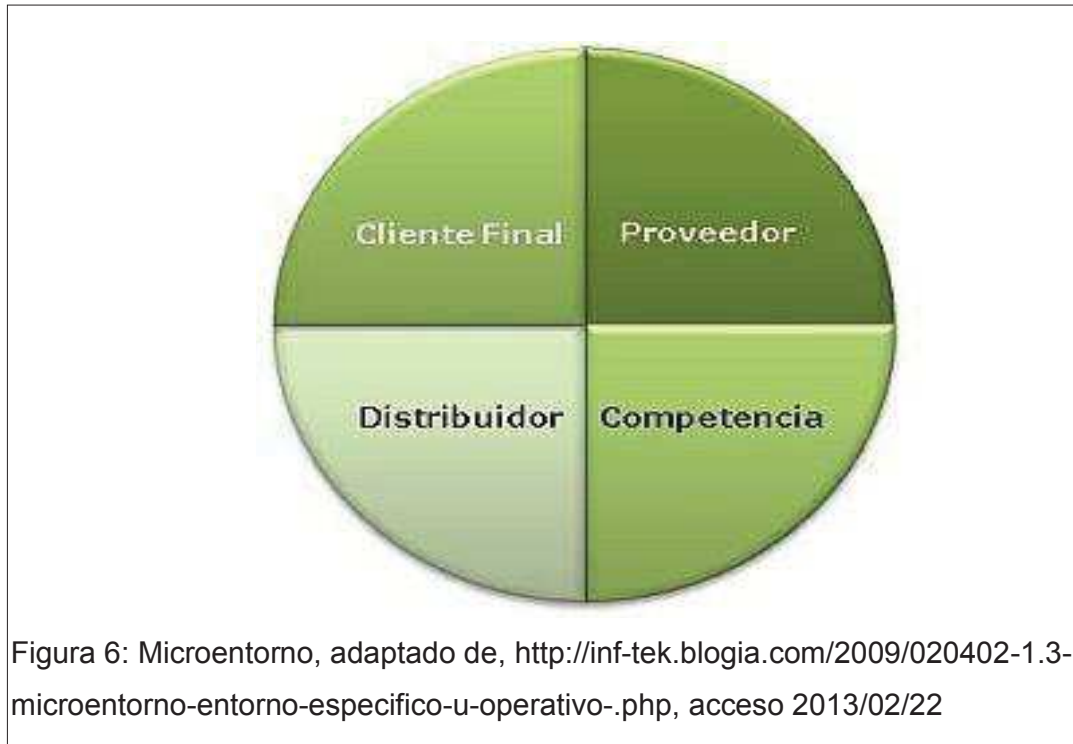 Cliente Final
Proveedor
Distribuidor
Competencia
Figura 6: Microentorno, adaptado de, http://inf-tek.blogia.com/2009/020402-1.3-
microentorno-entorno-especifico-u-operativo-.php, acceso 2013/02/22